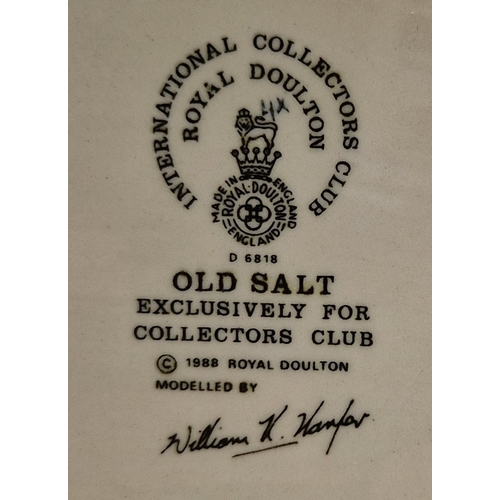 INTERNATIONAL COLLECTORS CLUB
ROYAL DOULTON
MADE IN ENGLAND
ROYAL·DOULTON
ENGLAND
D 6818
OLD SALT
EXCLUSIVELY FOR
COLLECTORS CLUB
© 1988 ROYAL DOULTON
MODELLED BY
William K. Harper